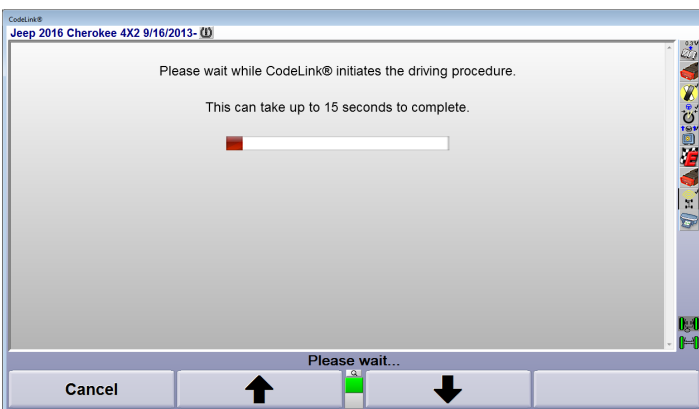 CodeLink®
Jeep 2016 Cherokee 4X2 9/16/2013-
Please wait while CodeLink® initiates the driving procedure.
This can take up to 15 seconds to complete.
Please wait...
Cancel